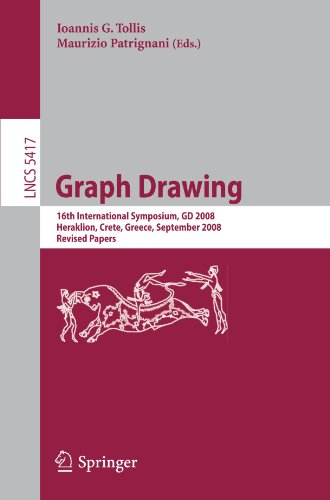 Ioannis G. Tollis
Maurizio Patrignani (Eds.)
LNCS 5417
Graph Drawing
16th International Symposium, GD 2008
Heraklion, Crete, Greece, September 2008
Revised Papers
Springer